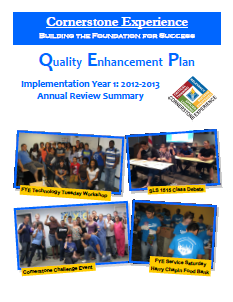 Cornerstone Experience
Building the Foundation for Success
Quality Enhancement Plan
Implementation Year 1: 2012-2013
Annual Review Summary
CORNERSTONE EXPERIENCE
FYE Technology Tuesday Workshop
SLS 1515 Class Debate
Cornerstone Challenge Event
FYE Service Saturday
Harry Chapin Food Bank